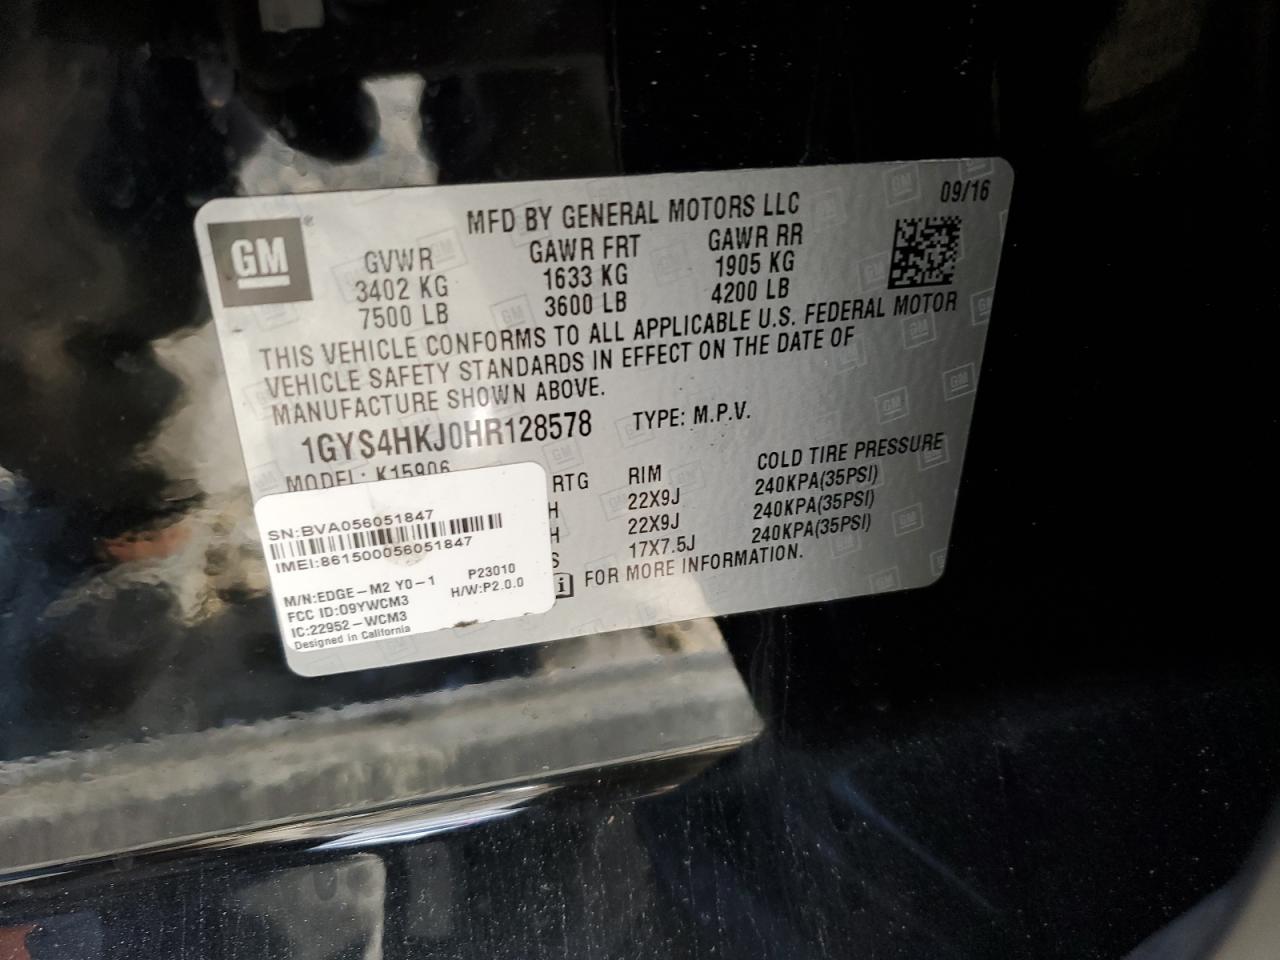 09/16
MFD BY GENERAL MOTORS LLC
GM®
GVWR GAWR FRT GAWR RR
3402 KG 1633 KG 1905 KG
7500 LB 3600 LB 4200 LB
THIS VEHICLE CONFORMS TO ALL APPLICABLE U.S. FEDERAL MOTOR
VEHICLE SAFETY STANDARDS IN EFFECT ON THE DATE OF
MANUFACTURE SHOWN ABOVE.
1GYS4HKJ0HR128578 TYPE: M.P.V.
MODEL: K15906
RTG RIM COLD TIRE PRESSURE
H 22X9J 240KPA(35PSI)
H 22X9J 240KPA(35PSI)
S 17X7.5J 240KPA(35PSI)
FOR MORE INFORMATION.
SN:BVA056051847
IMEI:861500056051847
M/N:EDGE-M2 Y0-1 P23010
FCC ID:09YWCM3 H/W:P2.0.0
IC:22952-WCM3
Designed in California